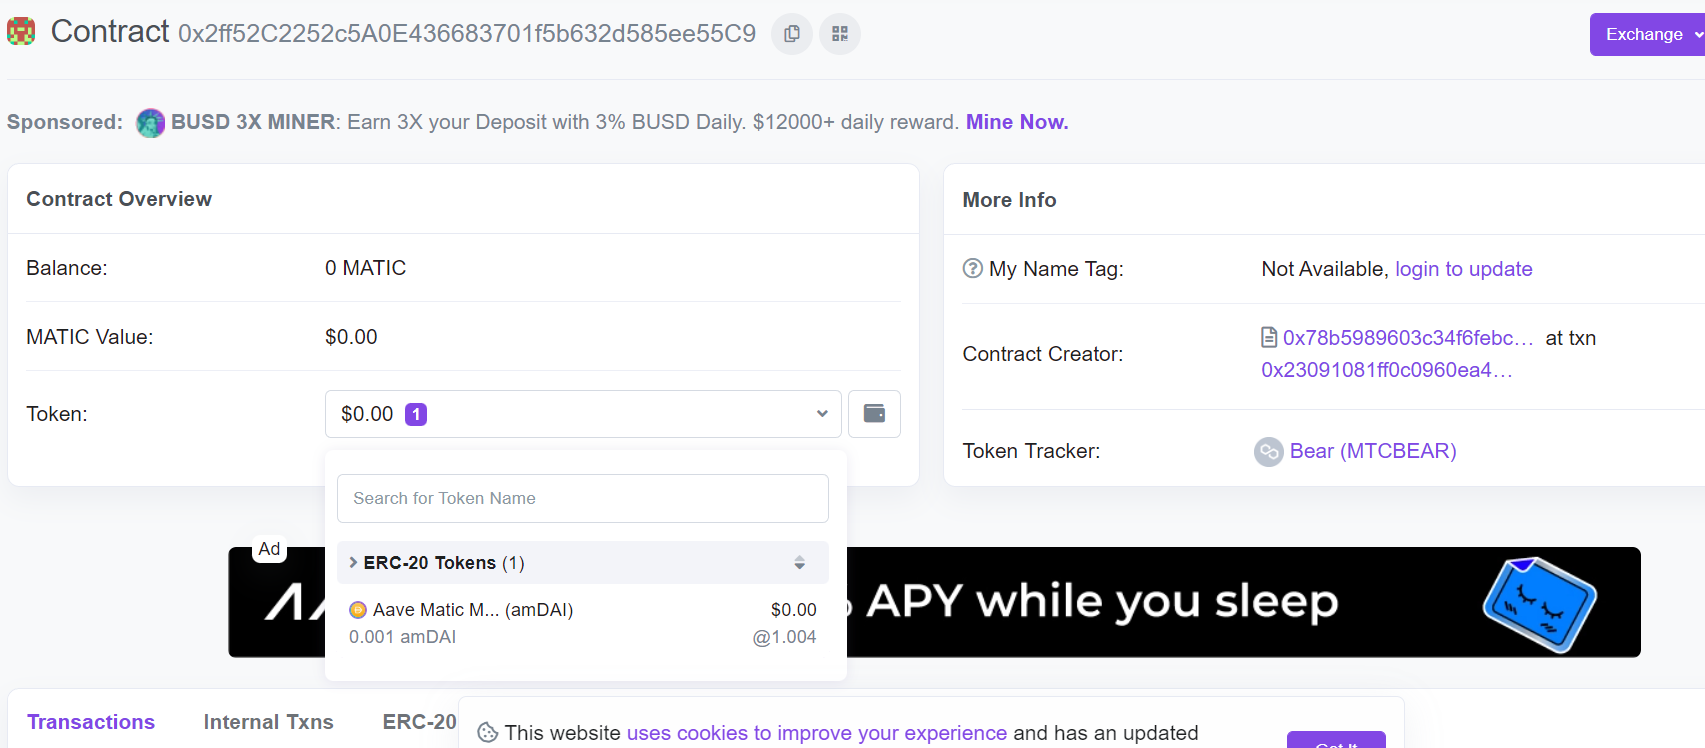 Contract 0x2ff52C2252c5A0E436683701f5b632d585ee55C9
Exchange
Sponsored: BUSD 3X MINER: Earn 3X your Deposit with 3% BUSD Daily. $12000+ daily reward. Mine Now.
Contract Overview
Balance: 0 MATIC
MATIC Value: $0.00
Token: $0.00 1
Search for Token Name
ERC-20 Tokens (1)
Aave Matic M... (amDAI) $0.00
0.001 amDAI @1.004
More Info
My Name Tag: Not Available, login to update
Contract Creator: 0x78b5989603c34f6febc... at txn
0x23091081ff0c0960ea4...
Token Tracker: Bear (MTCBEAR)
Ad
APY while you sleep
Transactions Internal Txns ERC-20
This website uses cookies to improve your experience and has an updated
Got It